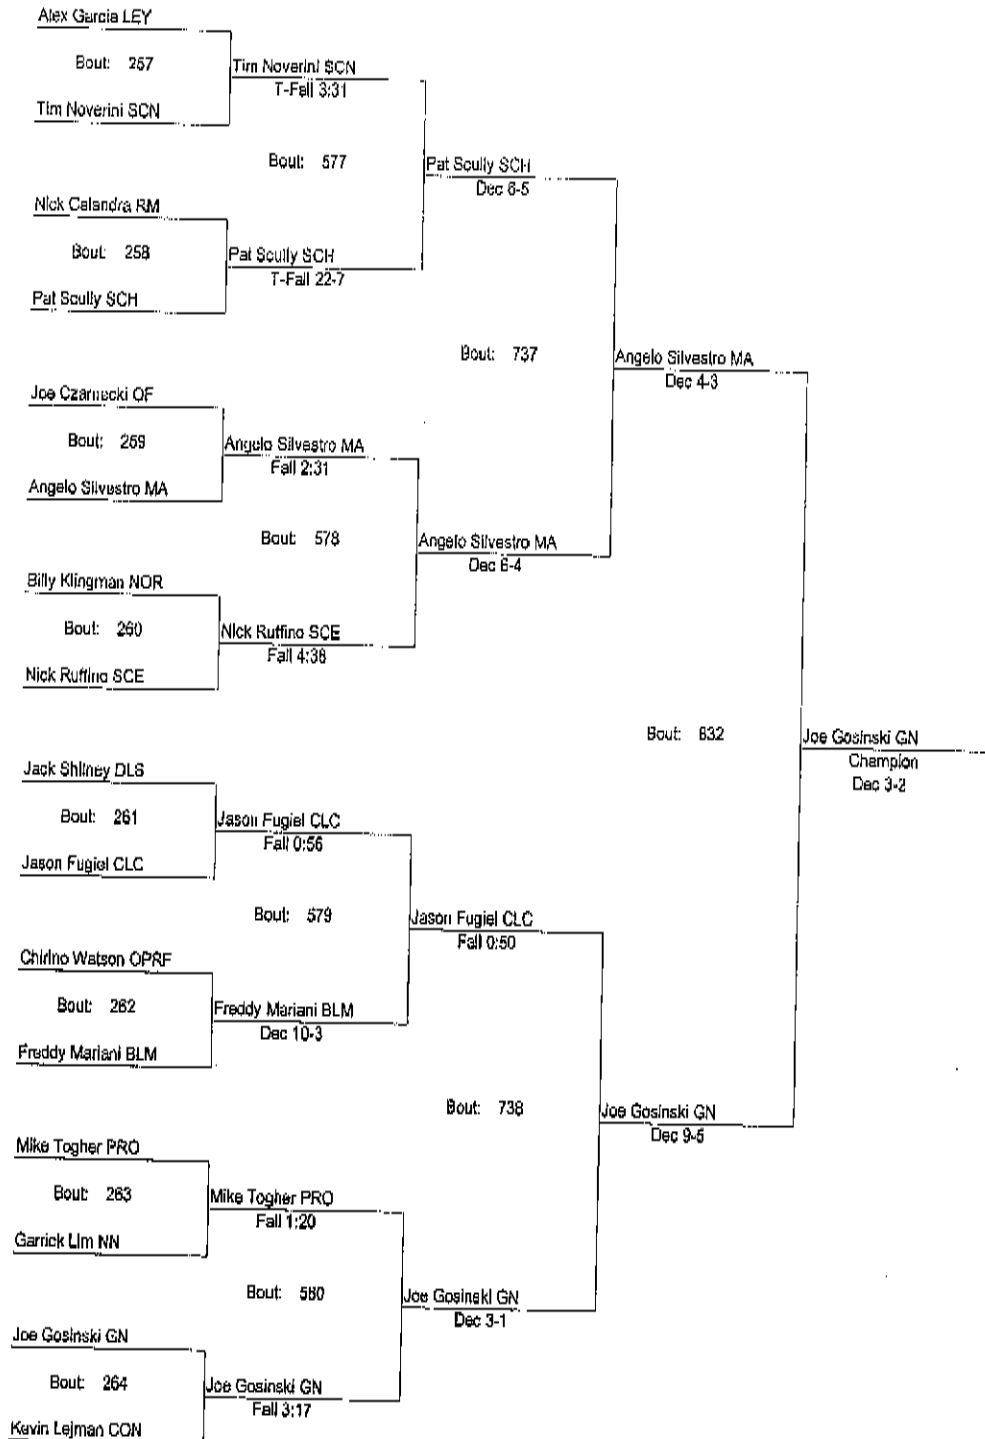 Alex Garcia LEY
Bout: 257
Tim Noverini SCN
T-Fall 3:31
Tim Noverini SCN
Bout: 577
Pat Scully SCH
Dec 6-5
Nick Calandra RM
Bout: 258
Pat Scully SCH
T-Fall 22-7
Pat Scully SCH
Bout: 737
Angelo Silvestro MA
Dec 4-3
Joe Czarnecki OF
Bout: 259
Angelo Silvestro MA
Fall 2:31
Angelo Silvestro MA
Bout: 578
Angelo Silvestro MA
Dec 6-4
Billy Klingman NOR
Bout: 260
Nick Ruffino SCE
Fall 4:38
Nick Ruffino SCE
Bout: 832
Joe Gosinski GN
Champion
Dec 3-2
Jack Shilney DLS
Bout: 261
Jason Fugiel CLC
Fall 0:56
Jason Fugiel CLC
Bout: 579
Jason Fugiel CLC
Fall 0:50
Chirino Watson OPRF
Bout: 262
Freddy Mariani BLM
Dec 10-3
Freddy Mariani BLM
Bout: 738
Joe Gosinski GN
Dec 9-5
Mike Togher PRO
Bout: 263
Mike Togher PRO
Fall 1:20
Garrick Lim NN
Bout: 580
Joe Gosinski GN
Dec 3-1
Joe Gosinski GN
Bout: 264
Joe Gosinski GN
Fall 3:17
Kevin Lejman CON